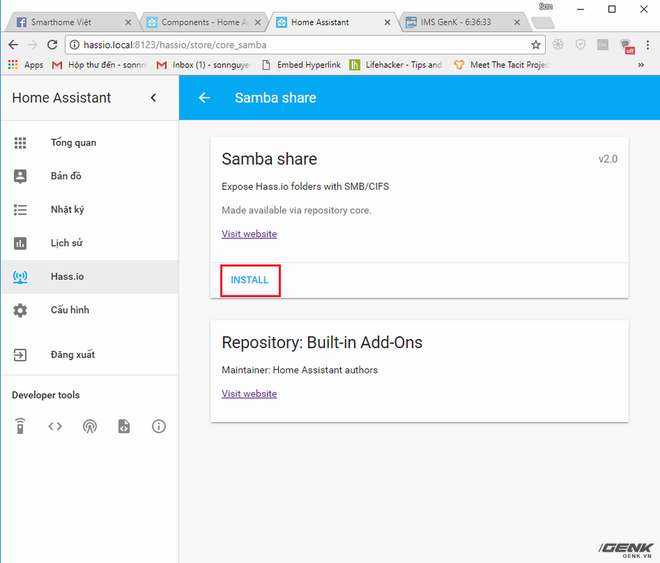 Sơn
Smarthome Việt
Components - Home A
Home Assistant
IMS GenK - 6:36:33
hassio.local:8123/hassio/store/core_samba
Apps
Hộp thư đến - sonnn
Inbox (1) - sonnguyen
Embed Hyperlink
Lifehacker - Tips and
Meet The Tacit Projec
»
Home Assistant
Samba share
Tổng quan
Bản đồ
Nhật ký
Lịch sử
Hass.io
Cấu hình
Đăng xuất
Developer tools
Samba share
v2.0
Expose Hass.io folders with SMB/CIFS
Made available via repository core.
Visit website
INSTALL
Repository: Built-in Add-Ons
Maintainer: Home Assistant authors
Visit website
GENK
GENK.VN